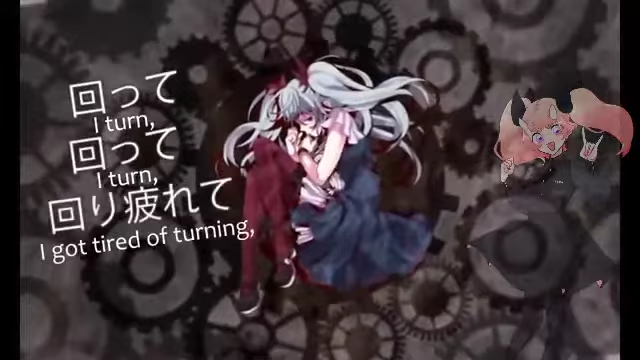 回って
I turn,
回って
I turn,
回り疲れて
I got tired of turning,